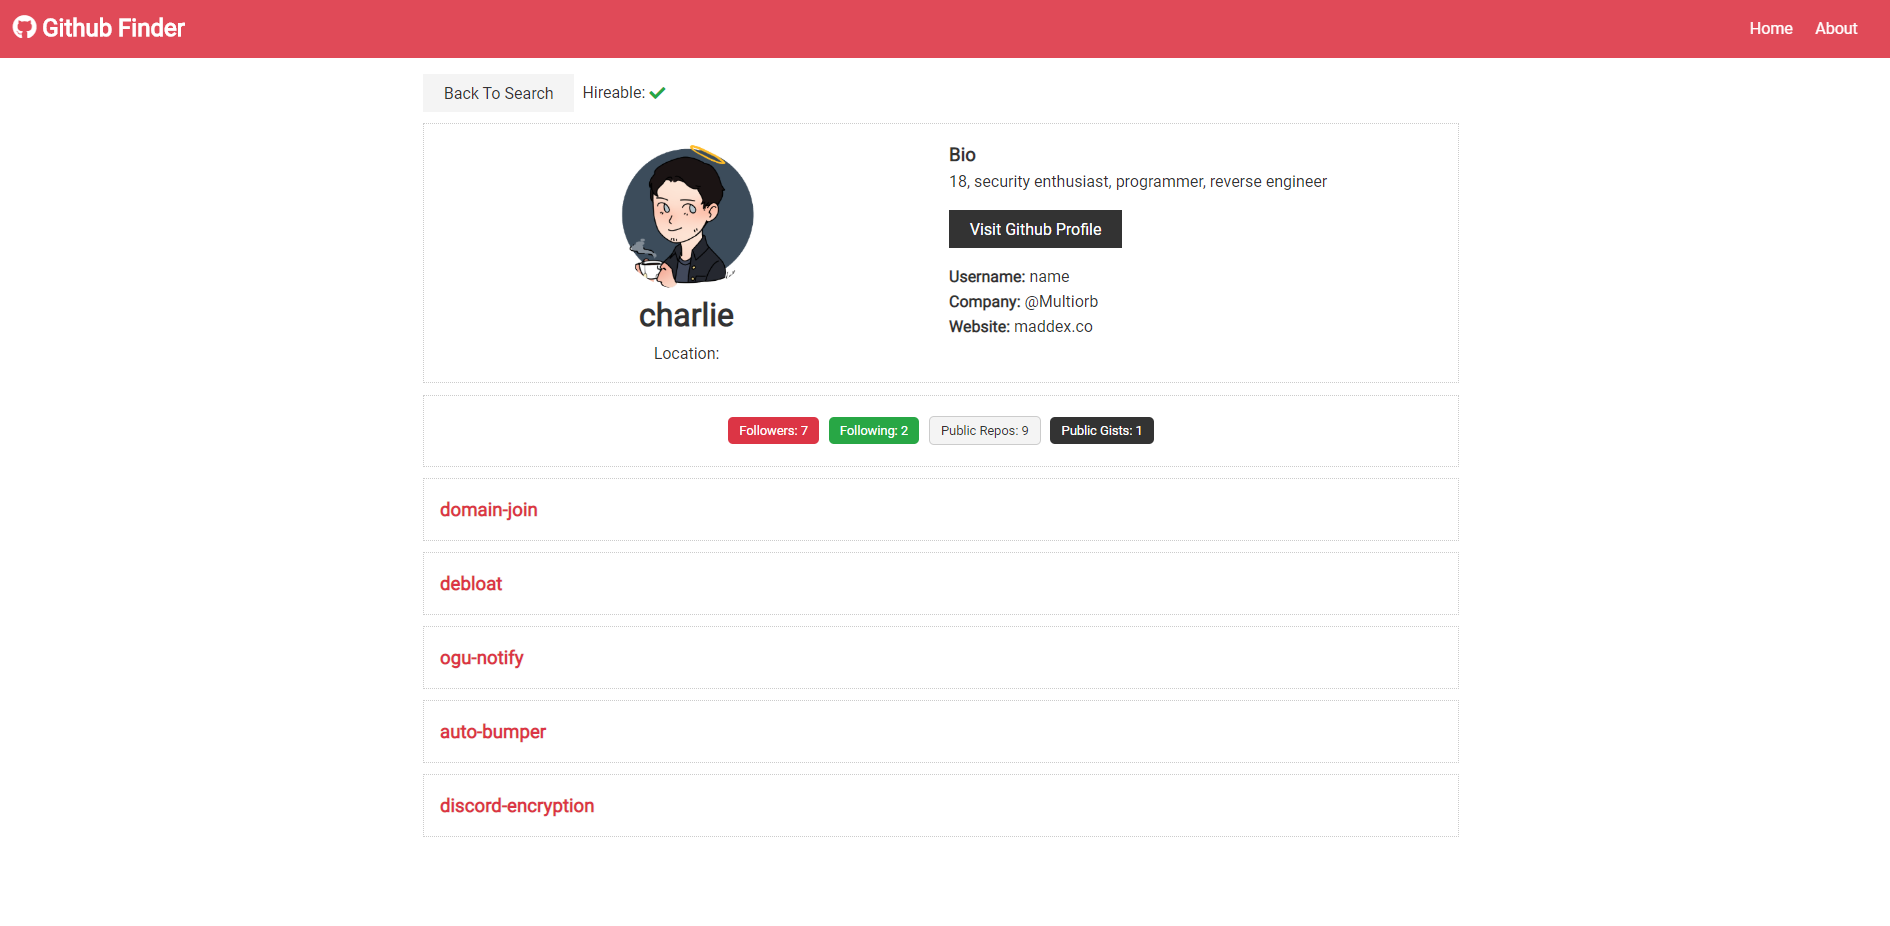 Github Finder
Home About
Back To Search Hireable:
Bio
18, security enthusiast, programmer, reverse engineer
Visit Github Profile
Username: name
Company: @Multiorb
Website: maddex.co
charlie
Location:
Followers: 7 Following: 2 Public Repos: 9 Public Gists: 1
domain-join
debloat
ogu-notify
auto-bumper
discord-encryption